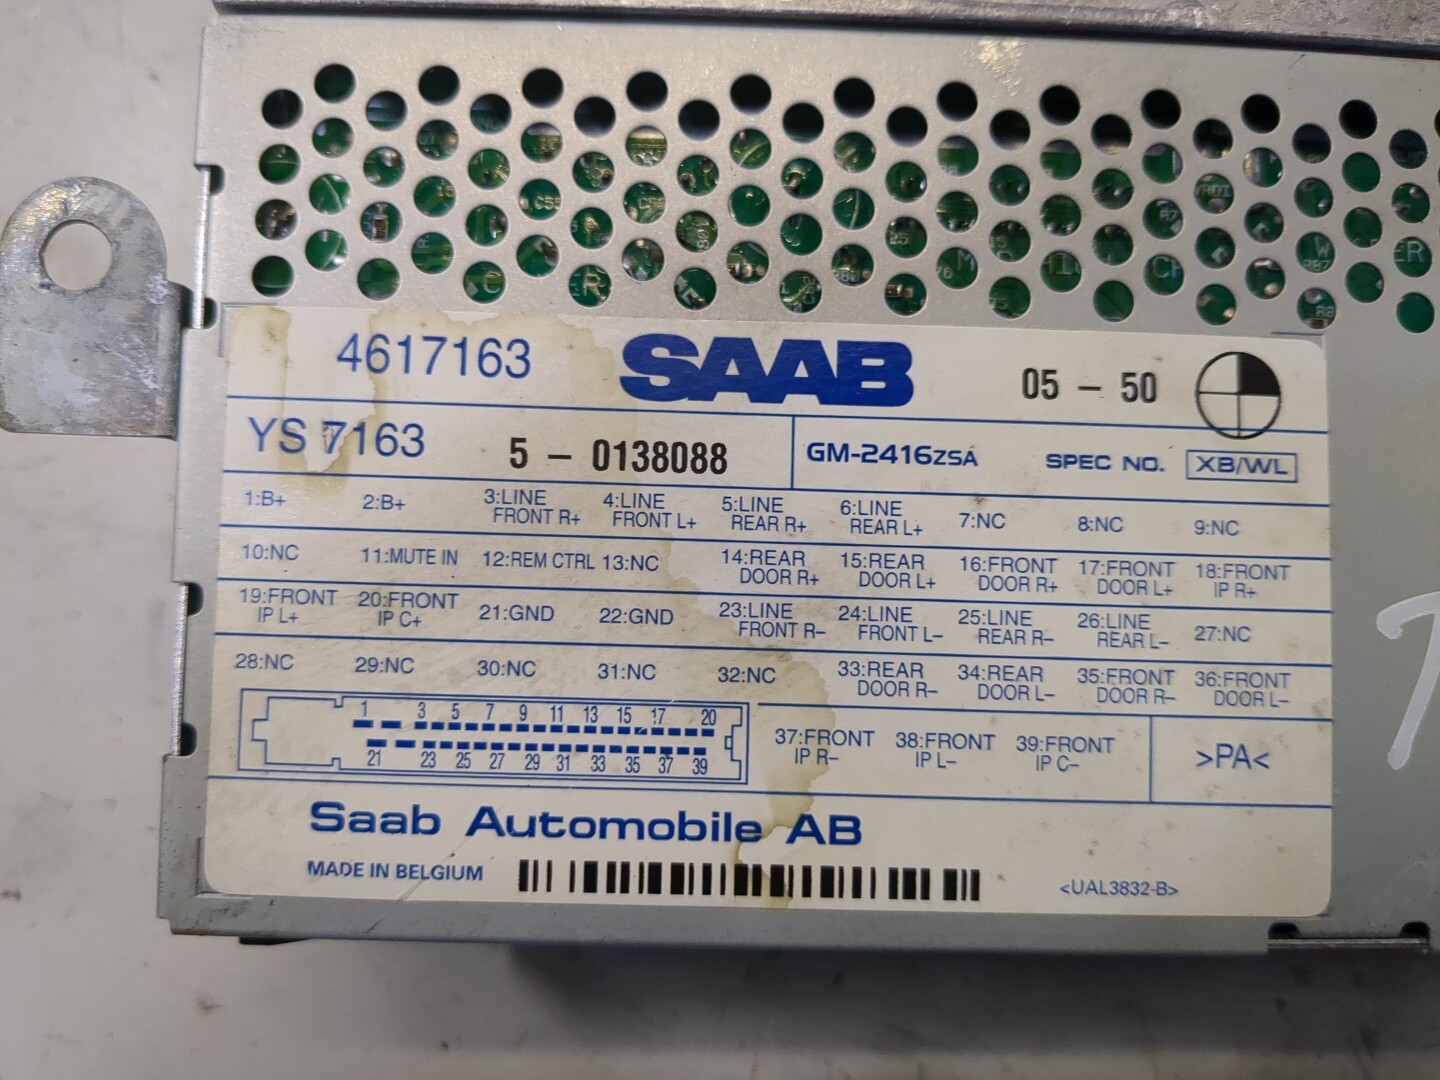 4617163 SAAB 05 - 50
YS 7163 5 - 0138088 GM-2416ZSA SPEC NO. XB/WL
1:B+ 2:B+ 3:LINE FRONT R+ 4:LINE FRONT L+ 5:LINE REAR R+ 6:LINE REAR L+ 7:NC 8:NC 9:NC
10:NC 11:MUTE IN 12:REM CTRL 13:NC 14:REAR DOOR R+ 15:REAR DOOR L+ 16:FRONT DOOR R+ 17:FRONT DOOR L+ 18:FRONT IP R+
19:FRONT IP L+ 20:FRONT IP C+ 21:GND 22:GND 23:LINE FRONT R- 24:LINE FRONT L- 25:LINE REAR R- 26:LINE REAR L- 27:NC
28:NC 29:NC 30:NC 31:NC 32:NC 33:REAR DOOR R- 34:REAR DOOR L- 35:FRONT DOOR R- 36:FRONT DOOR L-
1 3 5 7 9 11 13 15 17 20
21 23 25 27 29 31 33 35 37 39
37:FRONT IP R- 38:FRONT IP L- 39:FRONT IP C- >PA<
Saab Automobile AB
MADE IN BELGIUM <UAL3832-B>